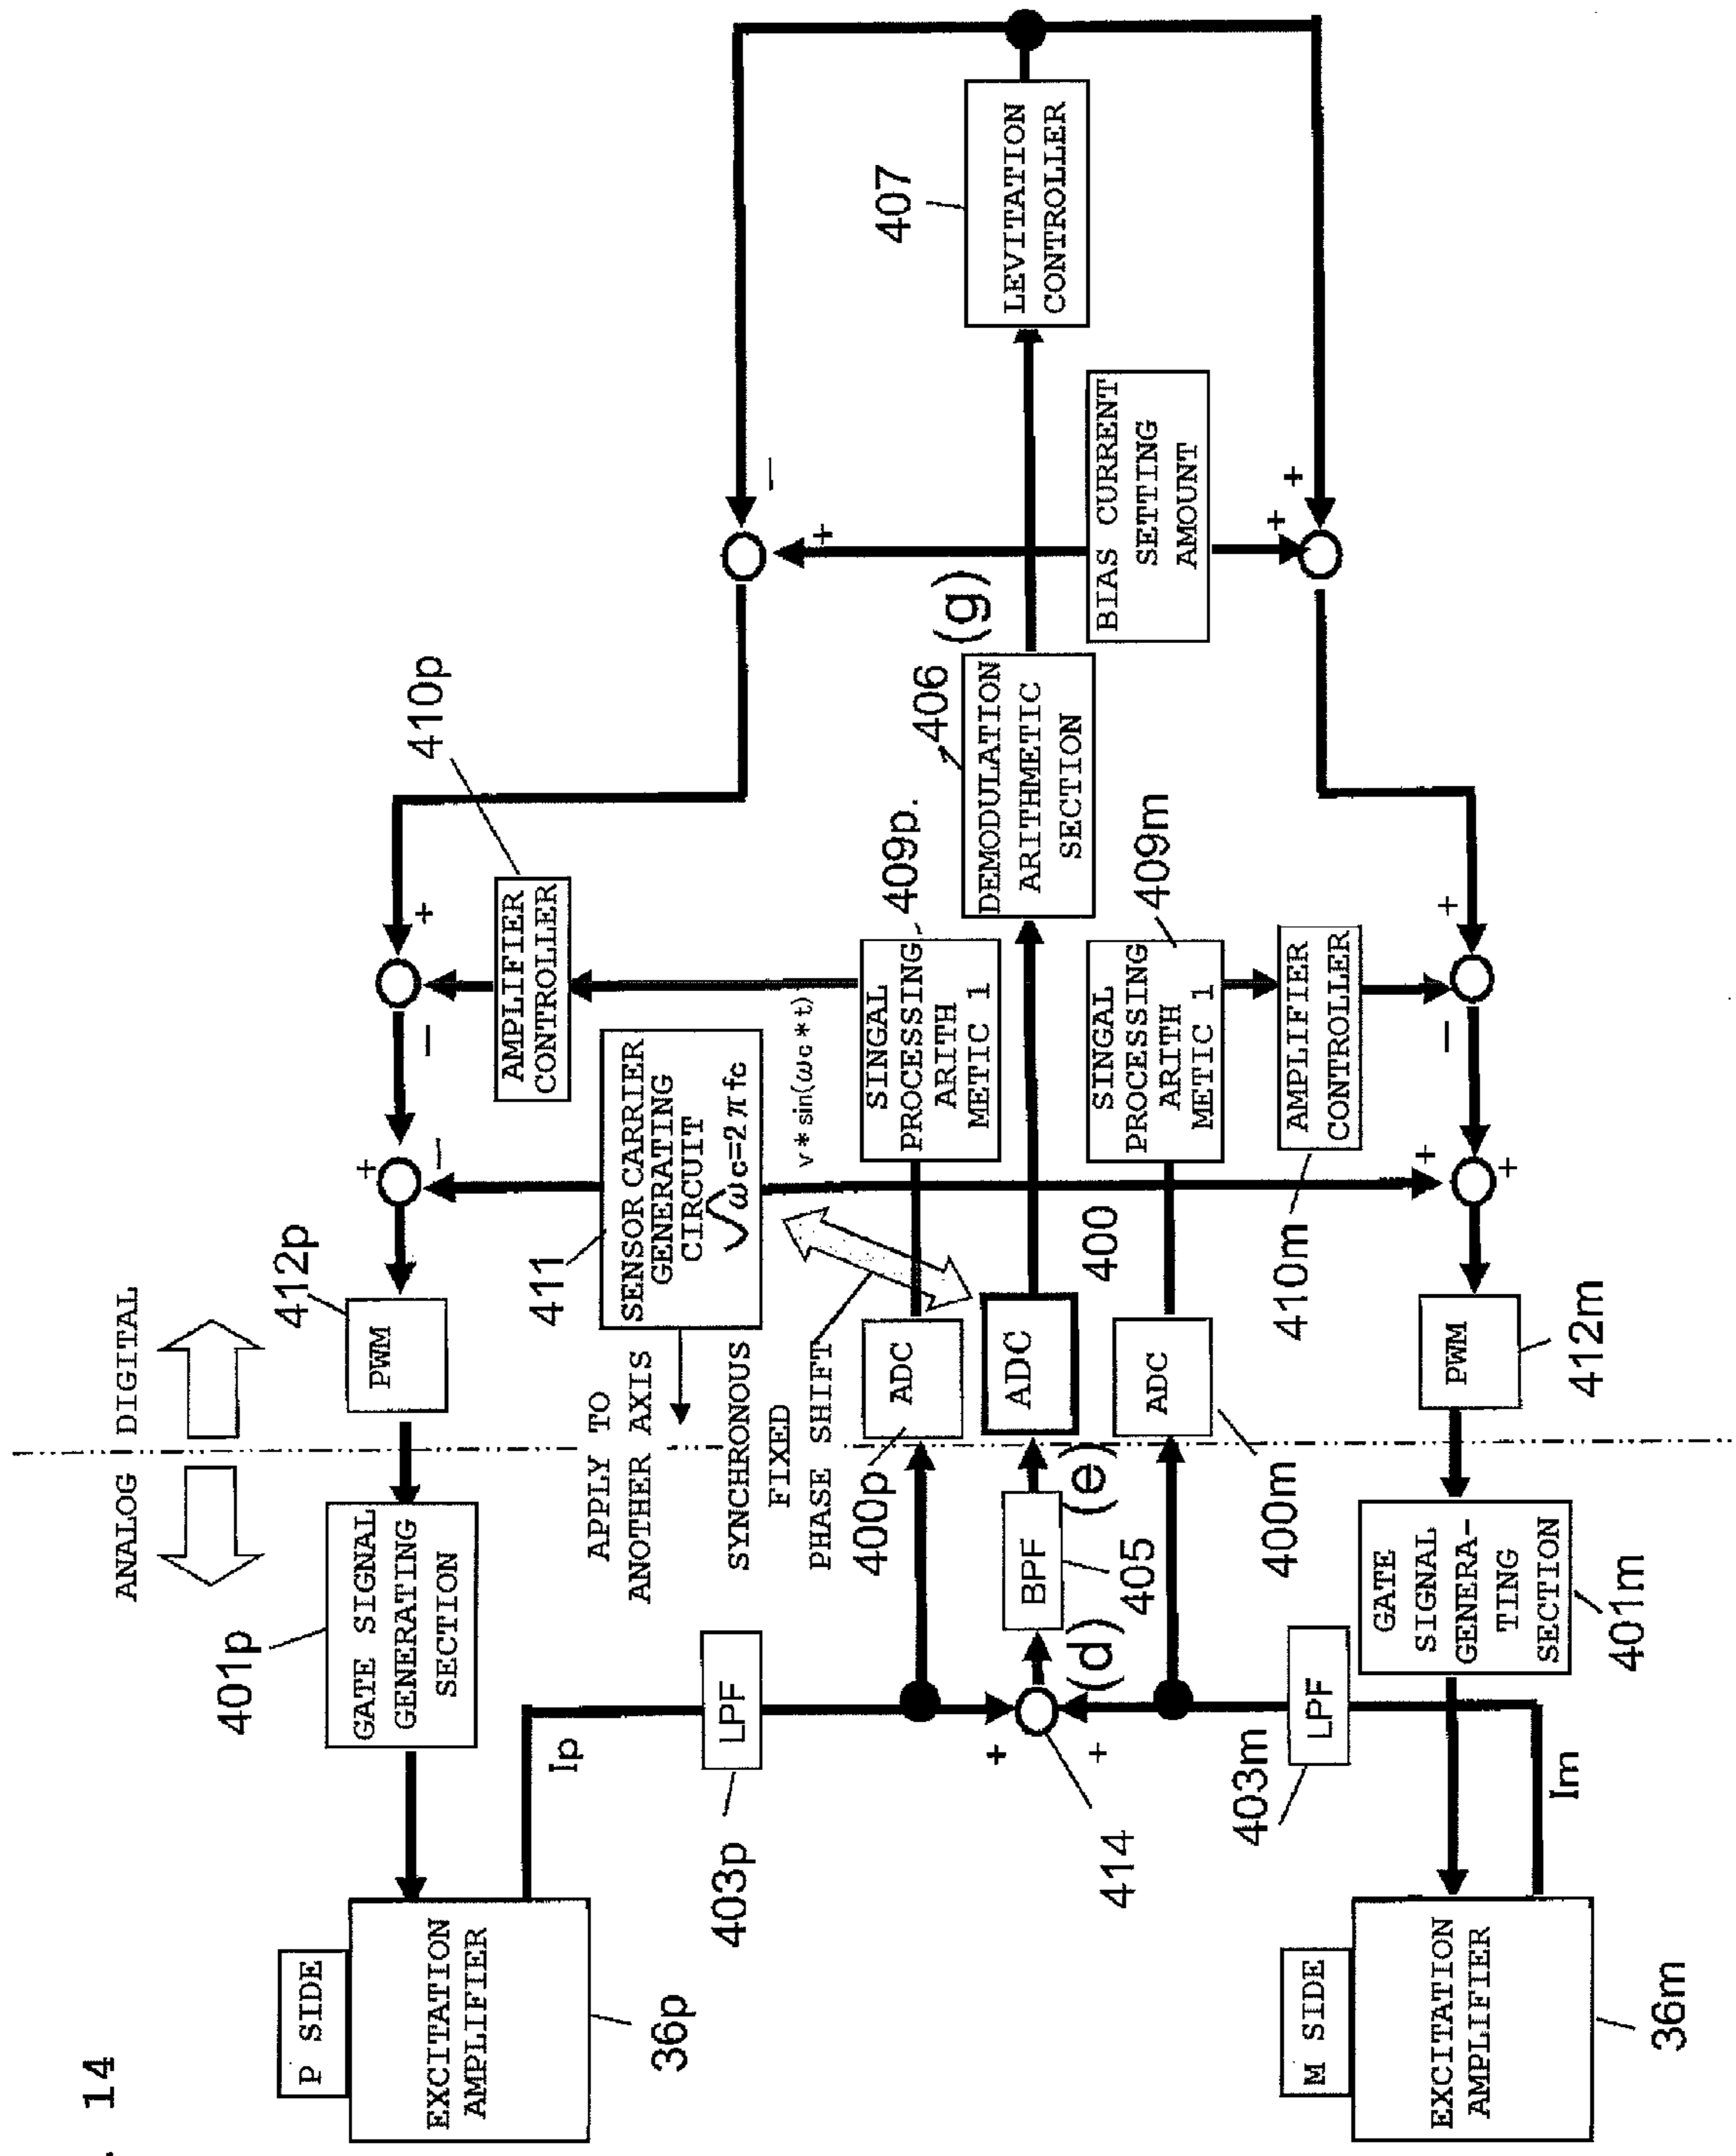 . 14
ANALOG DIGITAL
P SIDE
EXCITATION
AMPLIFIER
36p
401p
GATE SIGNAL
GENERATING
SECTION
412p
PWM
+
−
−
+
410p
AMPLIFIER
CONTROLLER
−
+
Ip
403p
LPF
APPLY TO
ANOTHER AXIS
411
SENSOR CARRIER
GENERATING
CIRCUIT
√ωc=2πfc
v*sin(ωc*t)
SYNCHRONOUS
FIXED
PHASE SHIFT
400p
ADC
SINGAL
PROCESSING
ARITH
METIC 1
409p.
+
+
414
(d)
BPF
405
(e)
ADC
400
406
DEMODULATION
ARITHMETIC
SECTION
(g)
407
LEVITATION
CONTROLLER
BIAS CURRENT
SETTING
AMOUNT
+
+
400m
ADC
SINGAL
PROCESSING
ARITH
METIC 1
409m
410m
AMPLIFIER
CONTROLLER
403m
LPF
Im
M SIDE
EXCITATION
AMPLIFIER
36m
GATE
SIGNAL
GENERA-
TING
SECTION
401m
PWM
412m
+
+
−
+